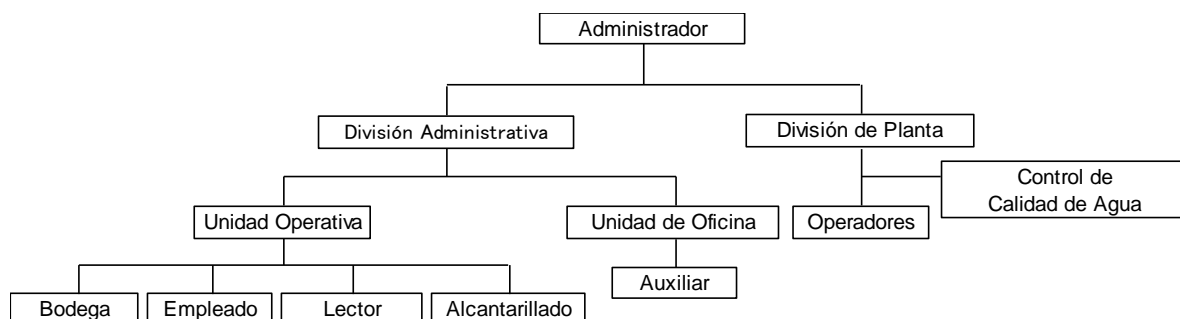 Administrador
División Administrativa
División de Planta
Control de
Calidad de Agua
Unidad Operativa
Unidad de Oficina
Operadores
Auxiliar
Bodega
Empleado
Lector
Alcantarillado